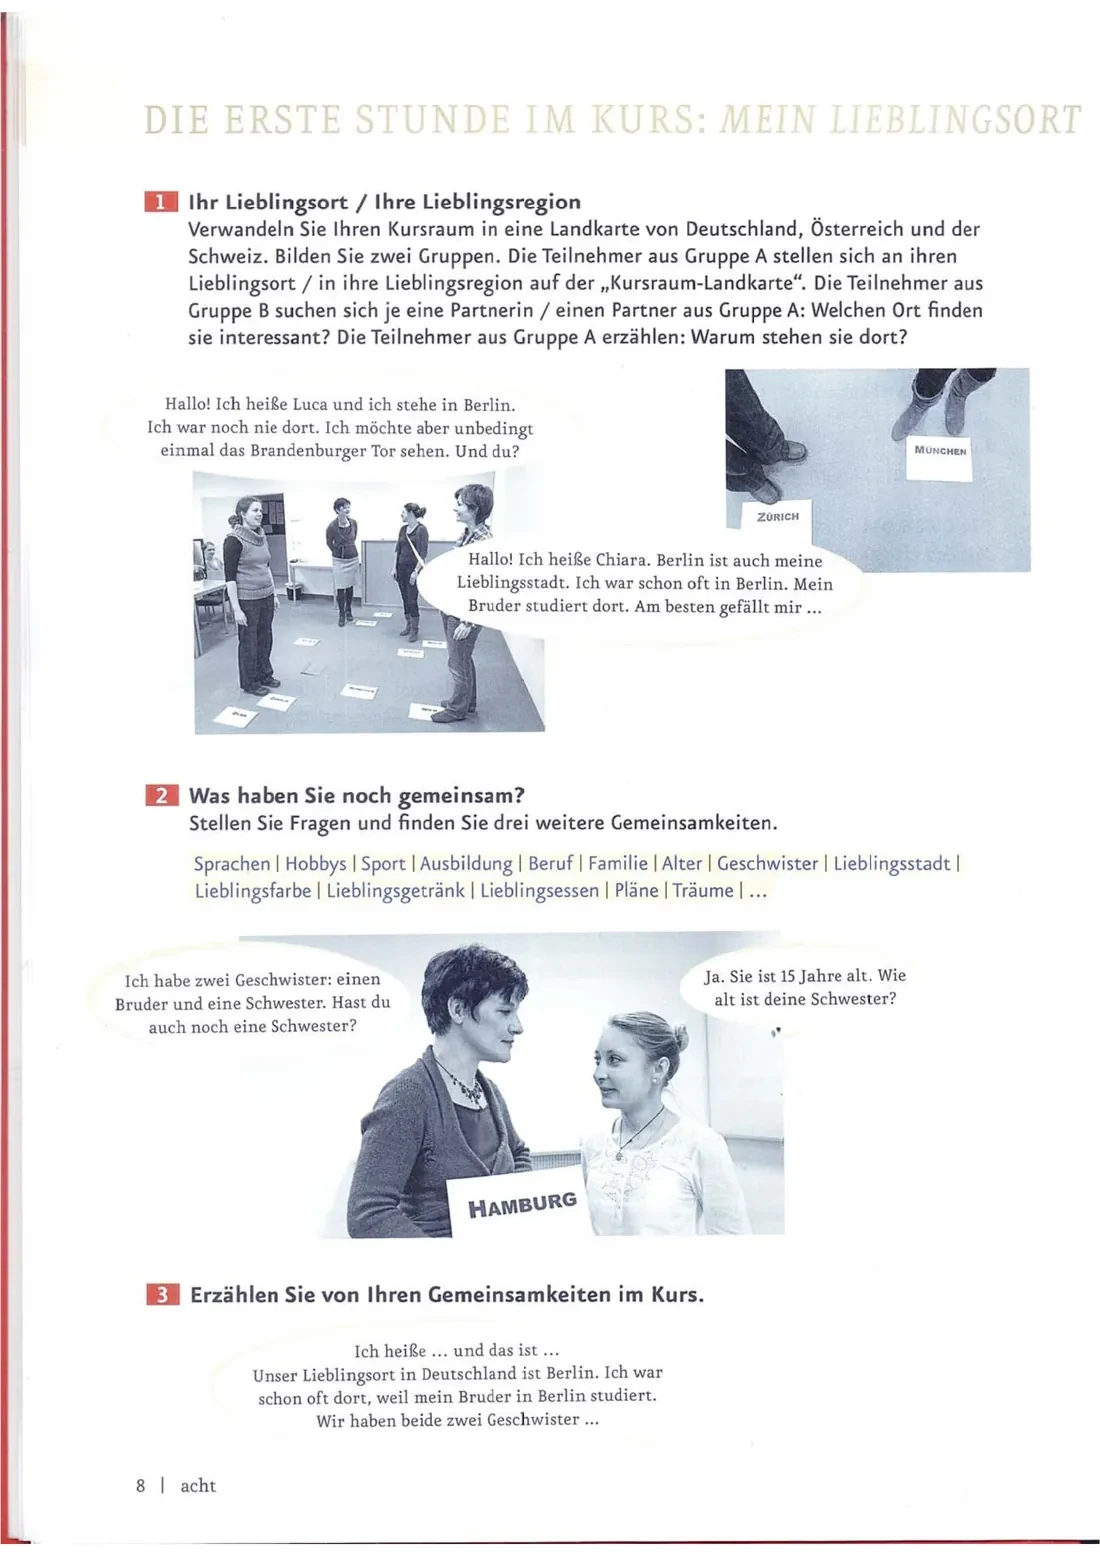 DIE ERSTE STUNDE IM KURS: MEIN LIEBLINGSORT
1 Ihr Lieblingsort / Ihre Lieblingsregion
Verwandeln Sie Ihren Kursraum in eine Landkarte von Deutschland, Österreich und der
Schweiz. Bilden Sie zwei Gruppen. Die Teilnehmer aus Gruppe A stellen sich an ihren
Lieblingsort / in ihre Lieblingsregion auf der „Kursraum-Landkarte“. Die Teilnehmer aus
Gruppe B suchen sich je eine Partnerin / einen Partner aus Gruppe A: Welchen Ort finden
sie interessant? Die Teilnehmer aus Gruppe A erzählen: Warum stehen sie dort?
Hallo! Ich heiße Luca und ich stehe in Berlin.
Ich war noch nie dort. Ich möchte aber unbedingt
einmal das Brandenburger Tor sehen. Und du?
MÜNCHEN
ZÜRICH
Hallo! Ich heiße Chiara. Berlin ist auch meine
Lieblingsstadt. Ich war schon oft in Berlin. Mein
Bruder studiert dort. Am besten gefällt mir ...
2 Was haben Sie noch gemeinsam?
Stellen Sie Fragen und finden Sie drei weitere Gemeinsamkeiten.
Sprachen | Hobbys | Sport | Ausbildung | Beruf | Familie | Alter | Geschwister | Lieblingsstadt |
Lieblingsfarbe | Lieblingsgetränk | Lieblingsessen | Pläne | Träume | ...
Ich habe zwei Geschwister: einen
Bruder und eine Schwester. Hast du
auch noch eine Schwester?
Ja. Sie ist 15 Jahre alt. Wie
alt ist deine Schwester?
HAMBURG
3 Erzählen Sie von Ihren Gemeinsamkeiten im Kurs.
Ich heiße ... und das ist ...
Unser Lieblingsort in Deutschland ist Berlin. Ich war
schon oft dort, weil mein Bruder in Berlin studiert.
Wir haben beide zwei Geschwister ...
8 | acht